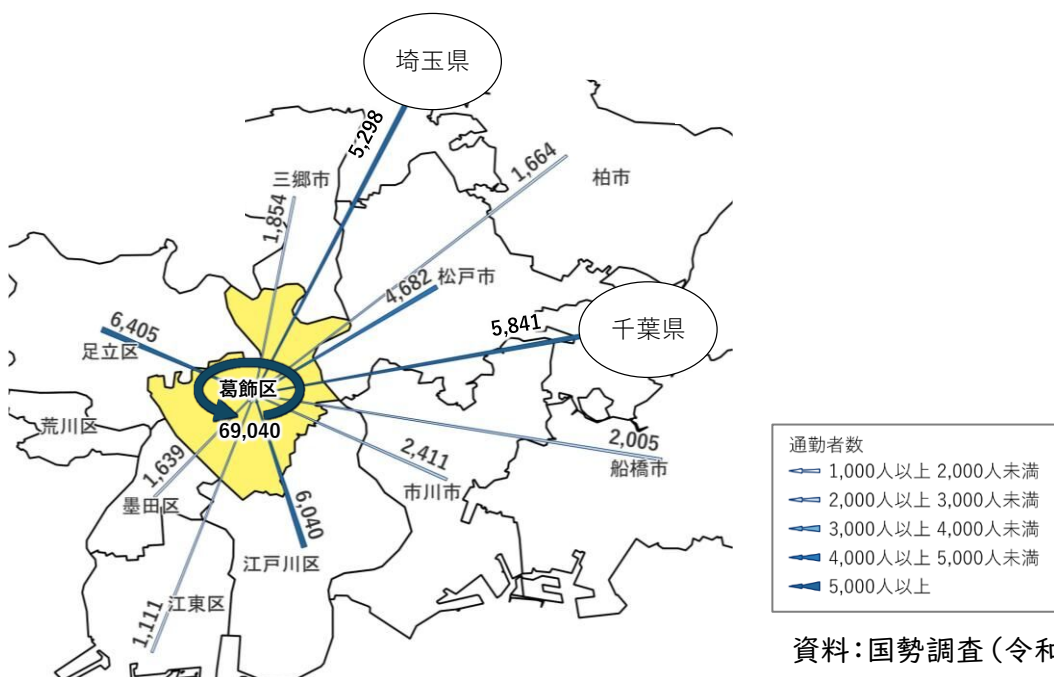 埼玉県
5,298
1,664
柏市
三郷市
1,854
4,682
松戸市
5,841
千葉県
6,405
足立区
葛飾区
69,040
荒川区
1,639
墨田区
2,411
市川市
2,005
船橋市
6,040
江戸川区
1,111
江東区
通勤者数
1,000人以上 2,000人未満
2,000人以上 3,000人未満
3,000人以上 4,000人未満
4,000人以上 5,000人未満
5,000人以上
資料：国勢調査（令和